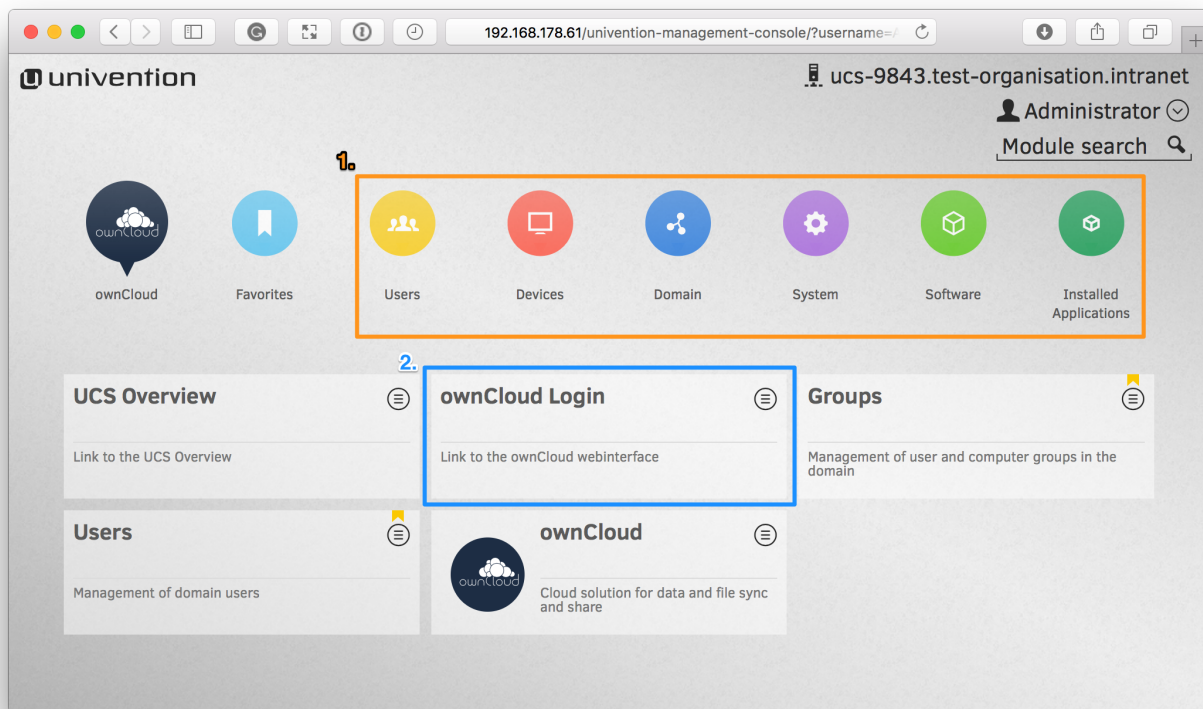 192.168.178.61/univention-management-console/?username=
univention
ucs-9843.test-organisation.intranet
Administrator
Module search
1.
ownCloud
ownCloud
Favorites
Users
Devices
Domain
System
Software
Installed
Applications
2.
UCS Overview
Link to the UCS Overview
ownCloud Login
Link to the ownCloud webinterface
Groups
Management of user and computer groups in the
domain
Users
Management of domain users
ownCloud
ownCloud
Cloud solution for data and file sync
and share